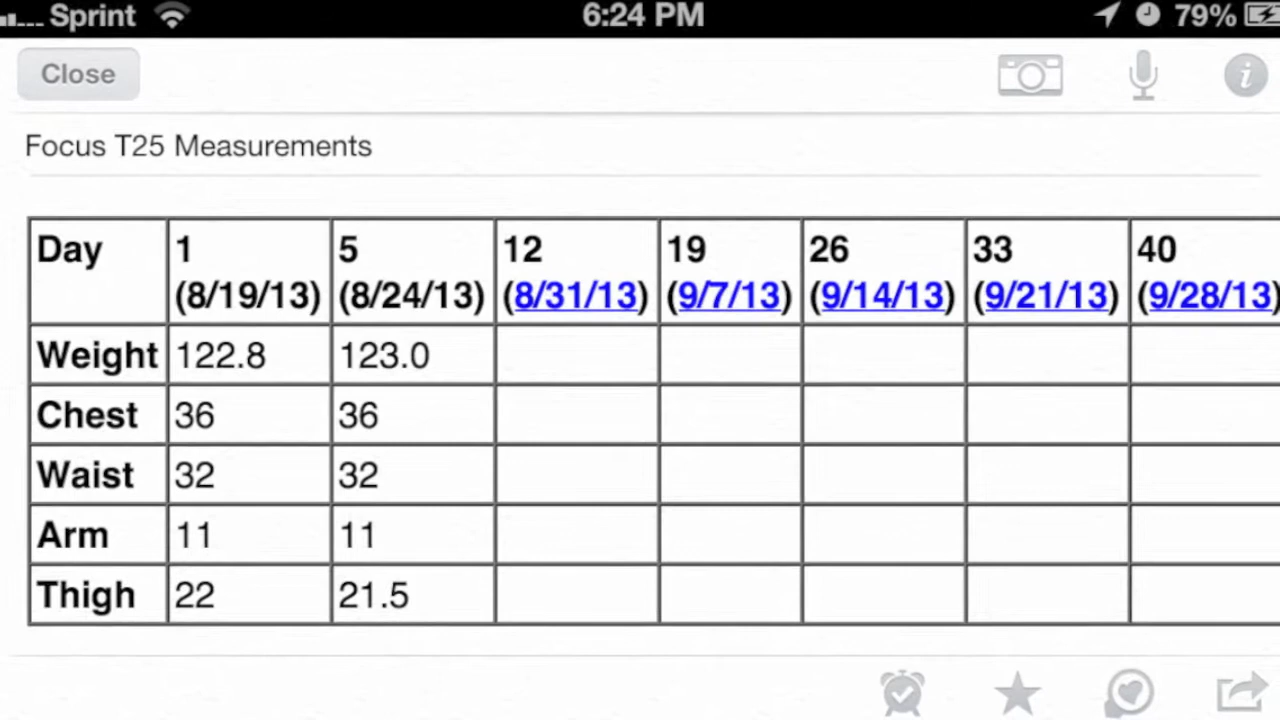 Sprint 6:24 PM 79%
Close
Focus T25 Measurements
Day 1 5 12 19 26 33 40
(8/19/13) (8/24/13) (8/31/13) (9/7/13) (9/14/13) (9/21/13) (9/28/13)
Weight 122.8 123.0
Chest 36 36
Waist 32 32
Arm 11 11
Thigh 22 21.5